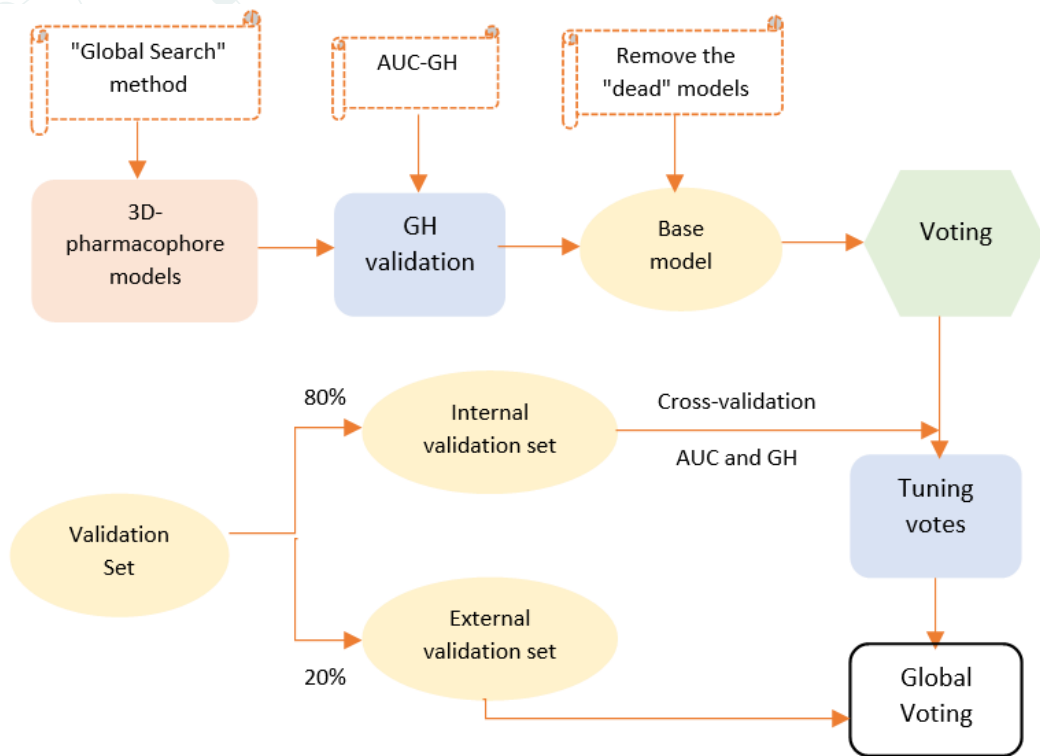 "Global Search"
method
AUC-GH
Remove the
"dead" models
3D-
pharmacophore
models
GH
validation
Base
model
Voting
80%
Internal
validation set
Cross-validation
AUC and GH
Tuning
votes
Validation
Set
External
validation set
20%
Global
Voting